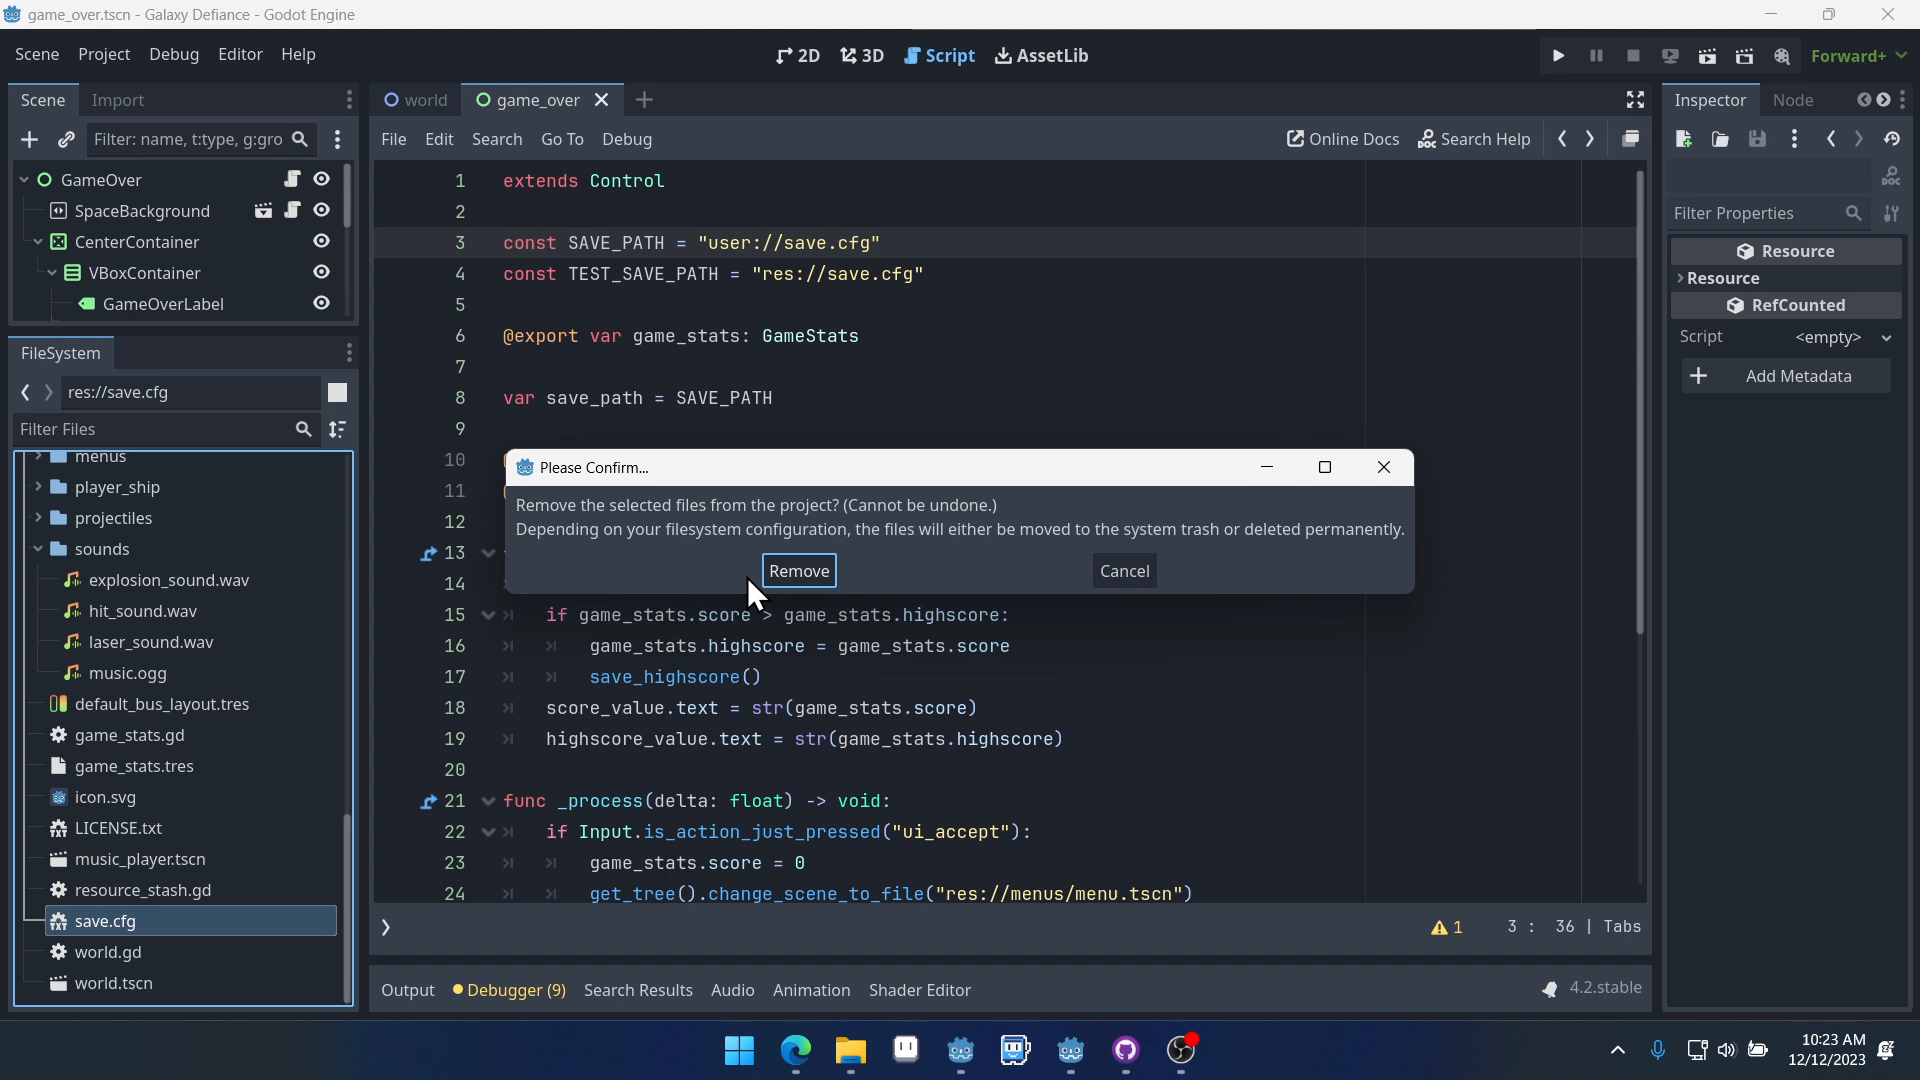 game_over.tscn - Galaxy Defiance - Godot Engine
Scene Project Debug Editor Help
2D 3D Script AssetLib
Forward+
Scene Import
Filter: name, t:type, g:gro
GameOver
SpaceBackground
CenterContainer
VBoxContainer
GameOverLabel
FileSystem
res://save.cfg
Filter Files
menus
player_ship
projectiles
sounds
explosion_sound.wav
hit_sound.wav
laser_sound.wav
music.ogg
default_bus_layout.tres
game_stats.gd
game_stats.tres
icon.svg
LICENSE.txt
music_player.tscn
resource_stash.gd
save.cfg
world.gd
world.tscn
world game_over
File Edit Search Go To Debug
Online Docs Search Help
1 extends Control
2
3 const SAVE_PATH = "user://save.cfg"
4 const TEST_SAVE_PATH = "res://save.cfg"
5
6 @export var game_stats: GameStats
7
8 var save_path = SAVE_PATH
9
10
11
12
13
14
15 if game_stats.score > game_stats.highscore:
16 game_stats.highscore = game_stats.score
17 save_highscore()
18 score_value.text = str(game_stats.score)
19 highscore_value.text = str(game_stats.highscore)
20
21 func _process(delta: float) -> void:
22 if Input.is_action_just_pressed("ui_accept"):
23 game_stats.score = 0
24 get_tree().change_scene_to_file("res://menus/menu.tscn")
Please Confirm...
Remove the selected files from the project? (Cannot be undone.)
Depending on your filesystem configuration, the files will either be moved to the system trash or deleted permanently.
Remove Cancel
1 3 : 36 | Tabs
Output Debugger (9) Search Results Audio Animation Shader Editor
4.2.stable
Inspector Node
DOC
Filter Properties
Resource
Resource
RefCounted
Script <empty>
Add Metadata
10:23 AM
12/12/2023